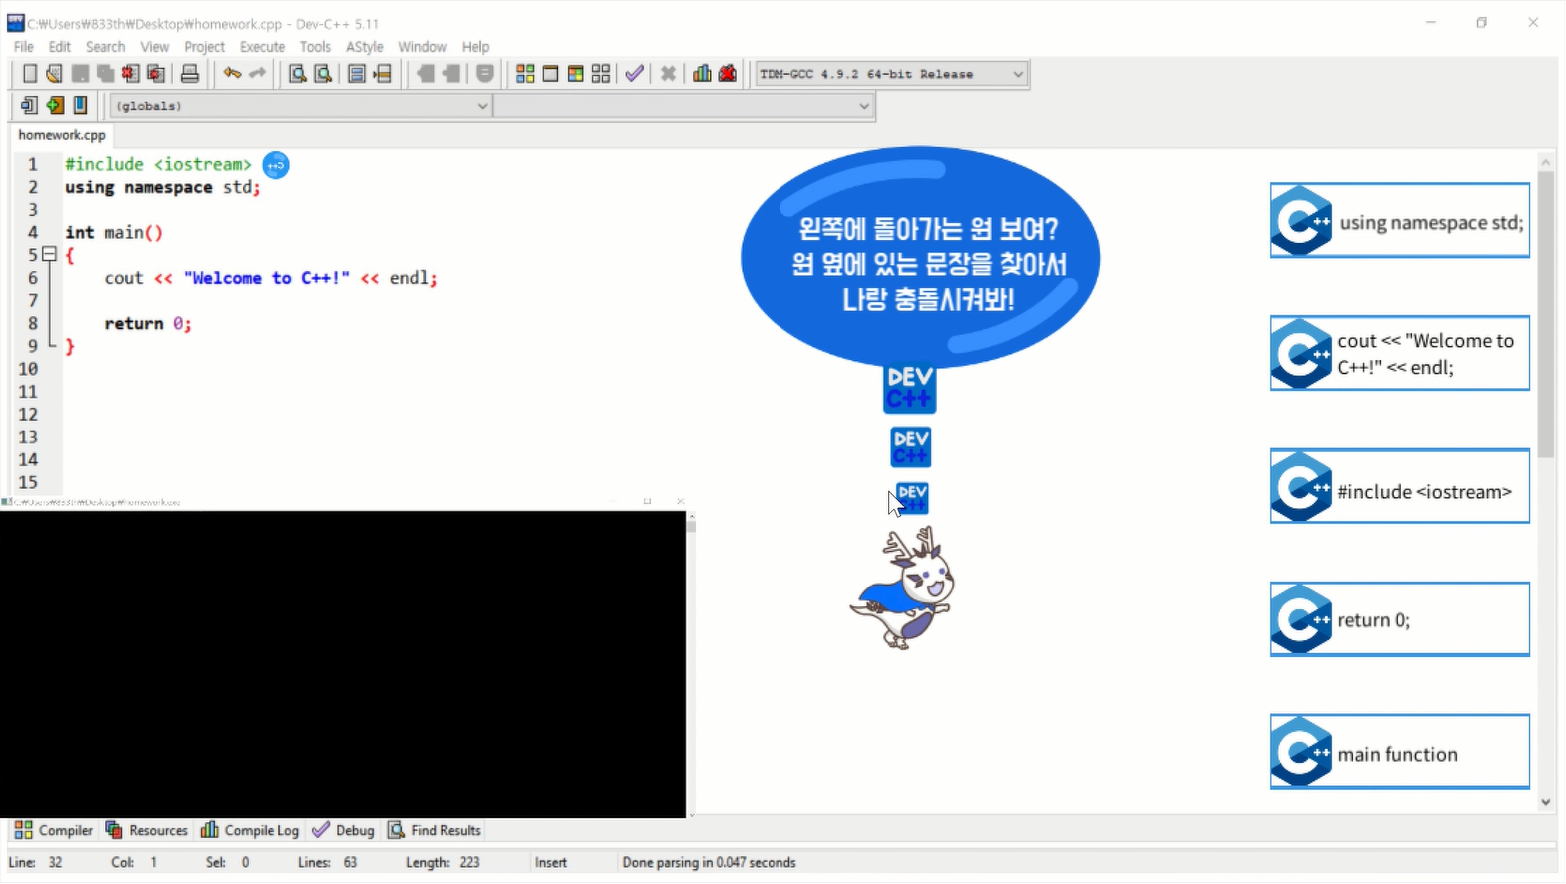 C:₩Users₩833th₩Desktop₩homework.cpp - Dev-C++ 5.11
File Edit Search View Project Execute Tools AStyle Window Help
TDM-GCC 4.9.2 64-bit Release
(globals)
homework.cpp
1 #include <iostream>
2 using namespace std;
3
4 int main()
5 {
6 cout << "Welcome to C++!" << endl;
7
8 return 0;
9 }
10
11
12
13
14
15
왼쪽에 돌아가는 원 보여?
원 옆에 있는 문장을 찾아서
나랑 충돌시켜봐!
DEV
C++
DEV
C++
DEV
C++
C++ using namespace std;
C++ cout << "Welcome to
C++!" << endl;
C++ #include <iostream>
C++ return 0;
C++ main function
C:₩Users₩833th₩Desktop₩homework.exe
Compiler Resources Compile Log Debug Find Results
Line: 32 Col: 1 Sel: 0 Lines: 63 Length: 223 Insert Done parsing in 0.047 seconds